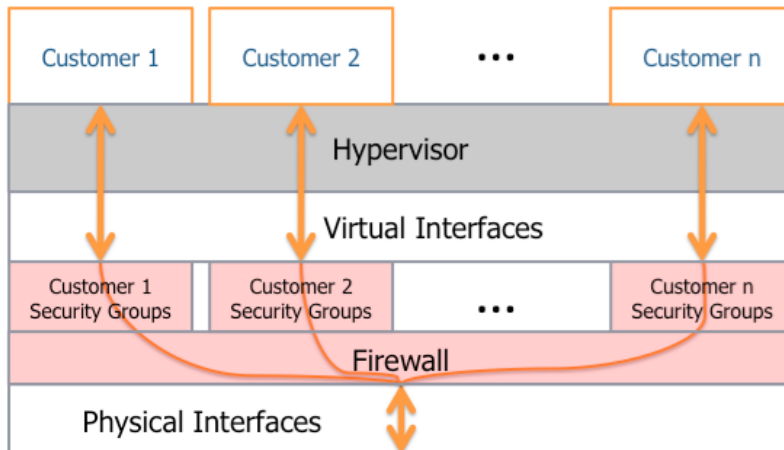 Customer 1
Customer 2
...
Customer n
Hypervisor
Virtual Interfaces
Customer 1
Security Groups
Customer 2
Security Groups
...
Customer n
Security Groups
Firewall
Physical Interfaces